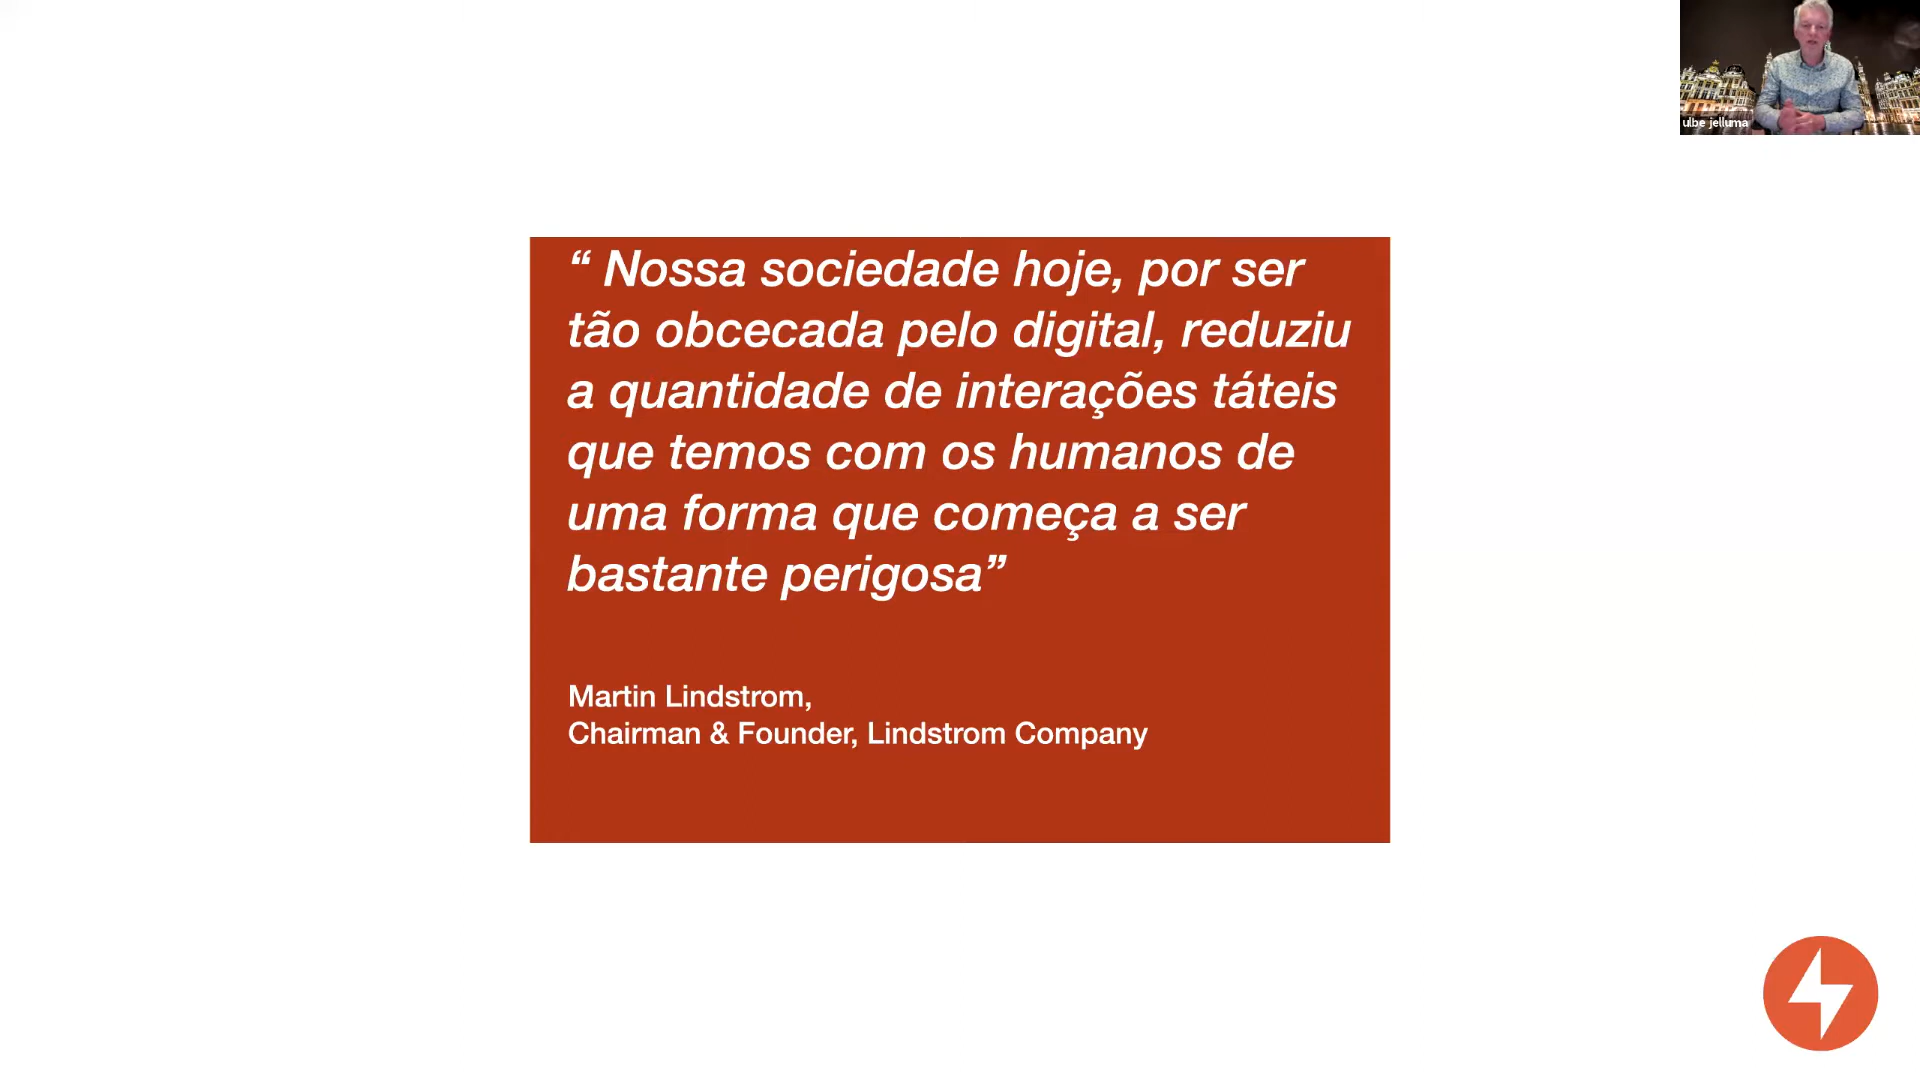 ulbe jelluma
“ Nossa sociedade hoje, por ser
tão obcecada pelo digital, reduziu
a quantidade de interações táteis
que temos com os humanos de
uma forma que começa a ser
bastante perigosa”
Martin Lindstrom,
Chairman & Founder, Lindstrom Company